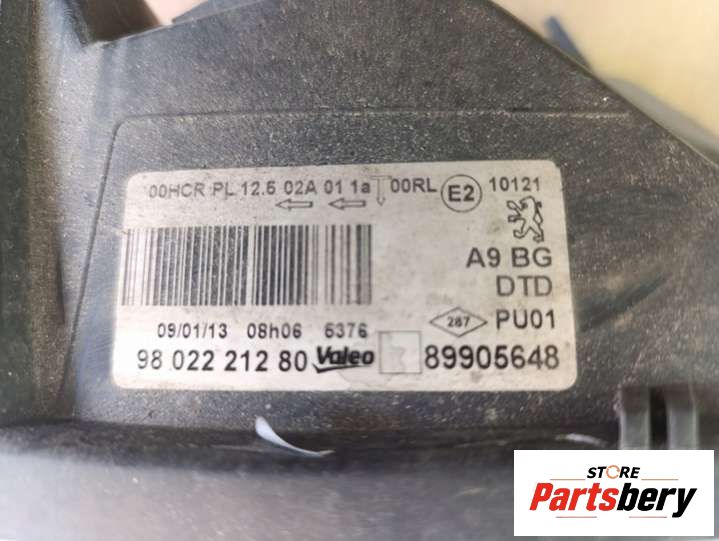 00HCR PL 12.5 02A 01 1a 00RL E2 10121
A9 BG
DTD
287 PU01
09/01/13 08h06 6376
98 022 212 80 Valeo 89905648
STORE
Partsbery